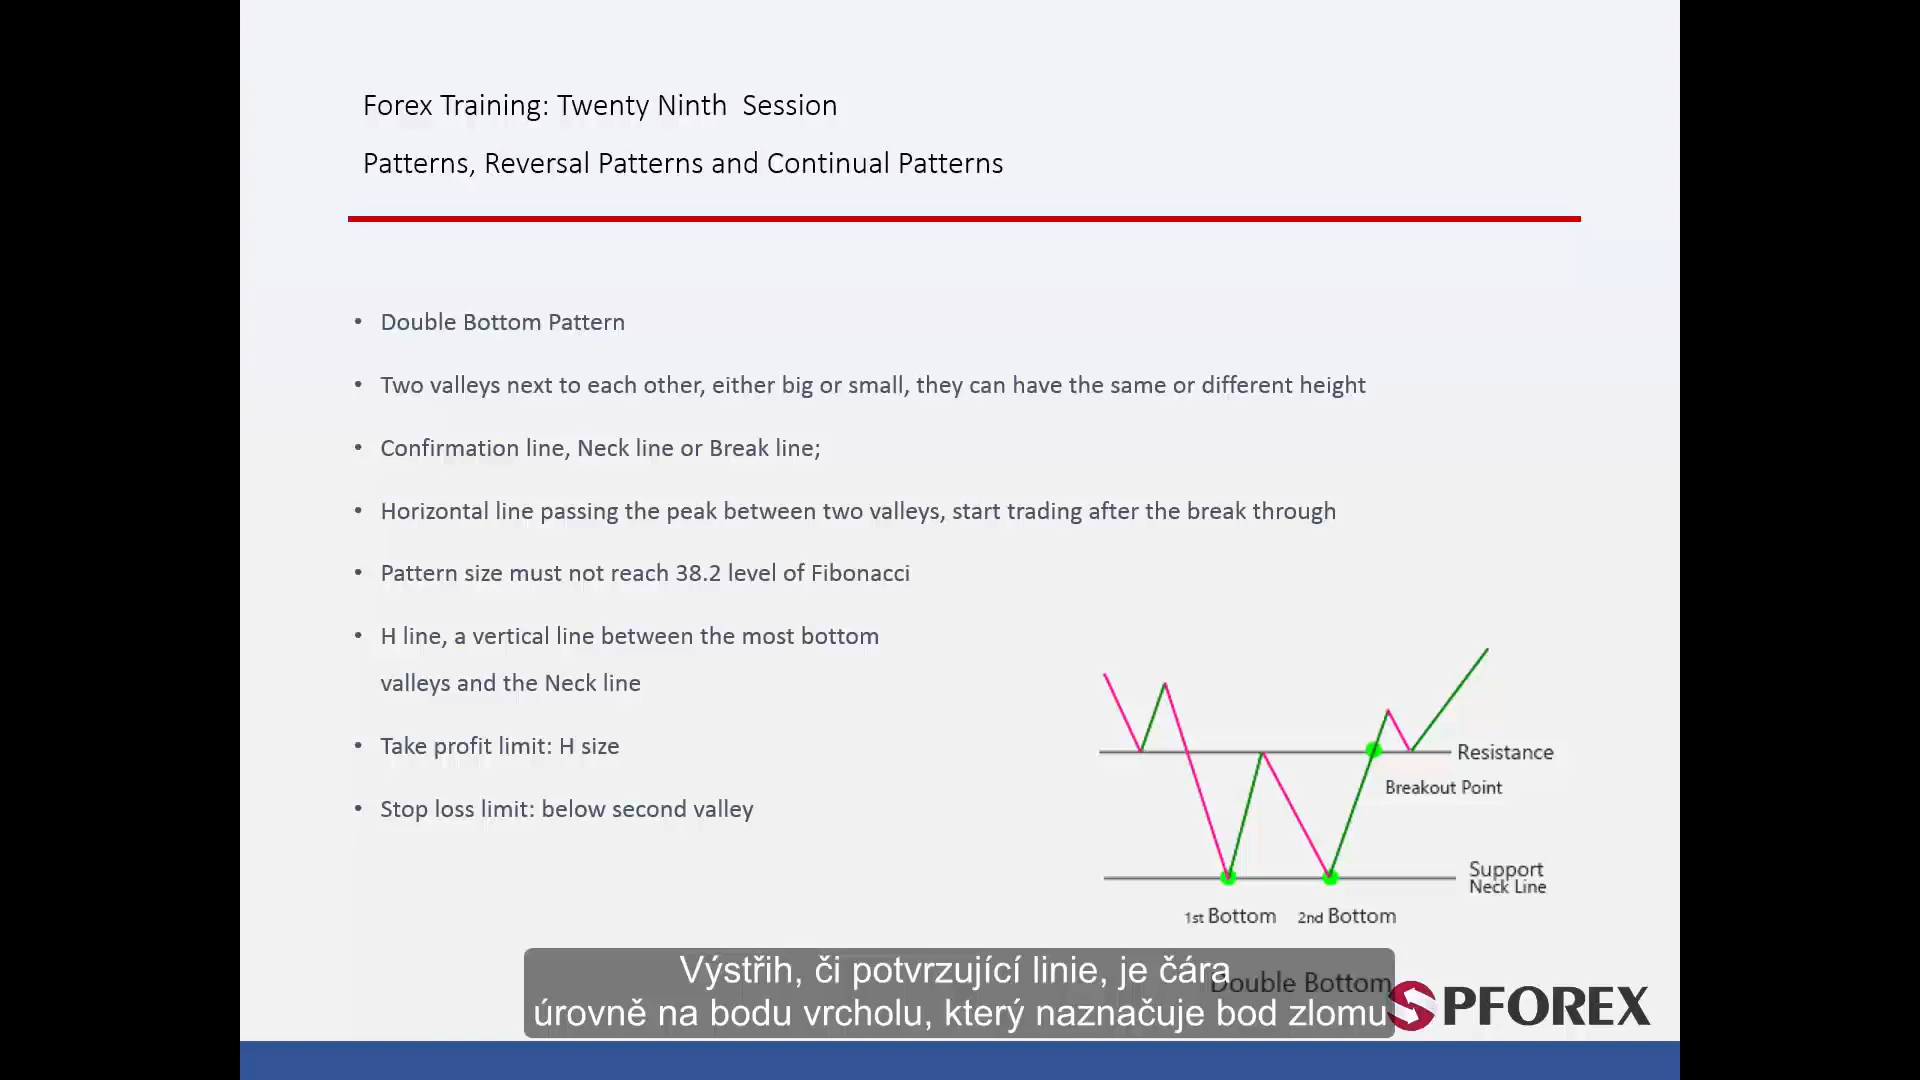 Forex Training: Twenty Ninth Session
Patterns, Reversal Patterns and Continual Patterns
• Double Bottom Pattern
• Two valleys next to each other, either big or small, they can have the same or different height
• Confirmation line, Neck line or Break line;
• Horizontal line passing the peak between two valleys, start trading after the break through
• Pattern size must not reach 38.2 level of Fibonacci
• H line, a vertical line between the most bottom
valleys and the Neck line
• Take profit limit: H size
• Stop loss limit: below second valley
Resistance
Breakout Point
Support
Neck Line
1st Bottom 2nd Bottom
Double Bottom
Výstřih, či potvrzující linie, je čára
úrovně na bodu vrcholu, který naznačuje bod zlomu
SPFOREX